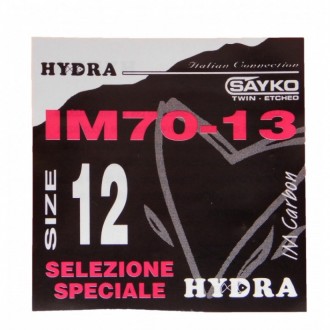 HYDRA
Italian Connection
SAYKO
TWIN - ETCHED
IM70-13
SIZE
12
IM Carbon
SELEZIONE
SPECIALE
HYDRA